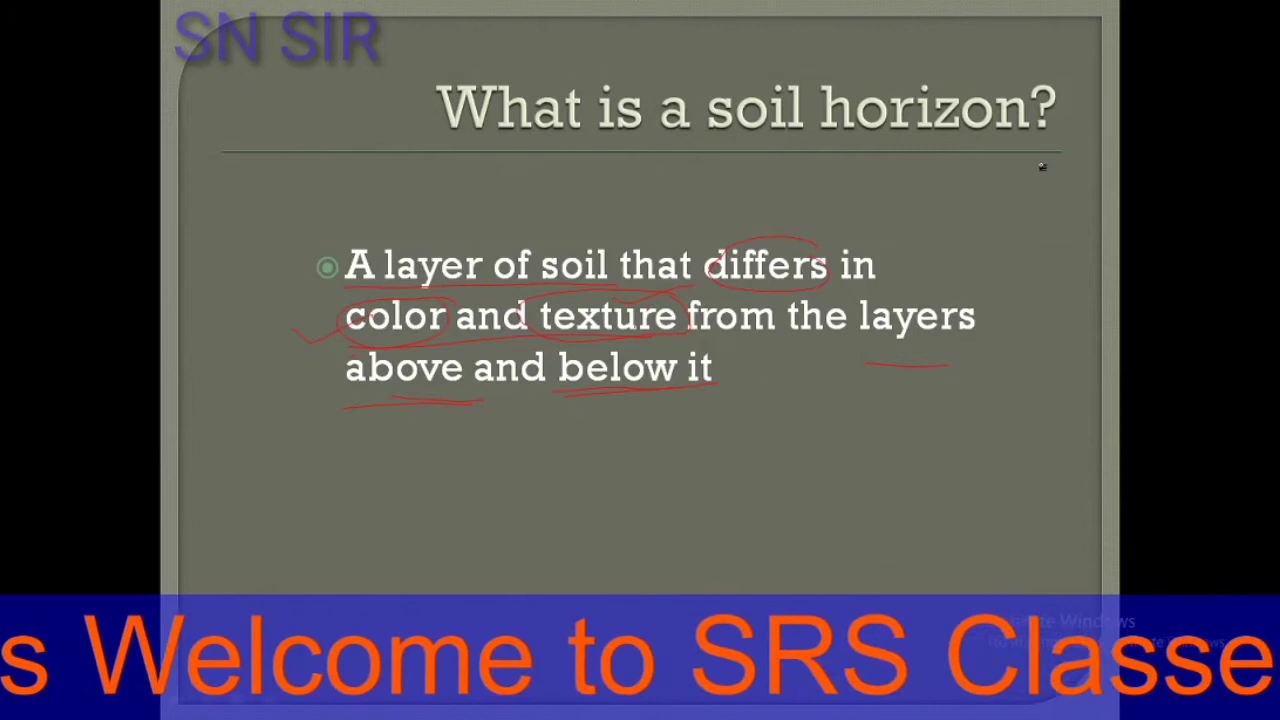 SN SIR
What is a soil horizon?
A layer of soil that differs in
color and texture from the layers
above and below it
Windows
s Welcome to SRS Classe